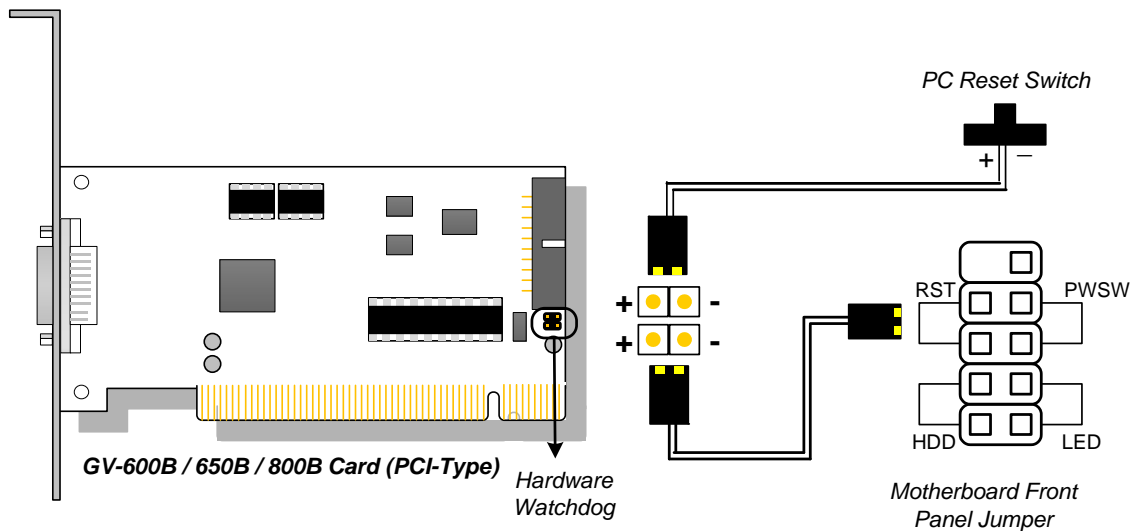 PC Reset Switch
+ –
RST PWSW
+ -
+ -
HDD LED
GV-600B / 650B / 800B Card (PCI-Type)
Hardware
Watchdog
Motherboard Front
Panel Jumper